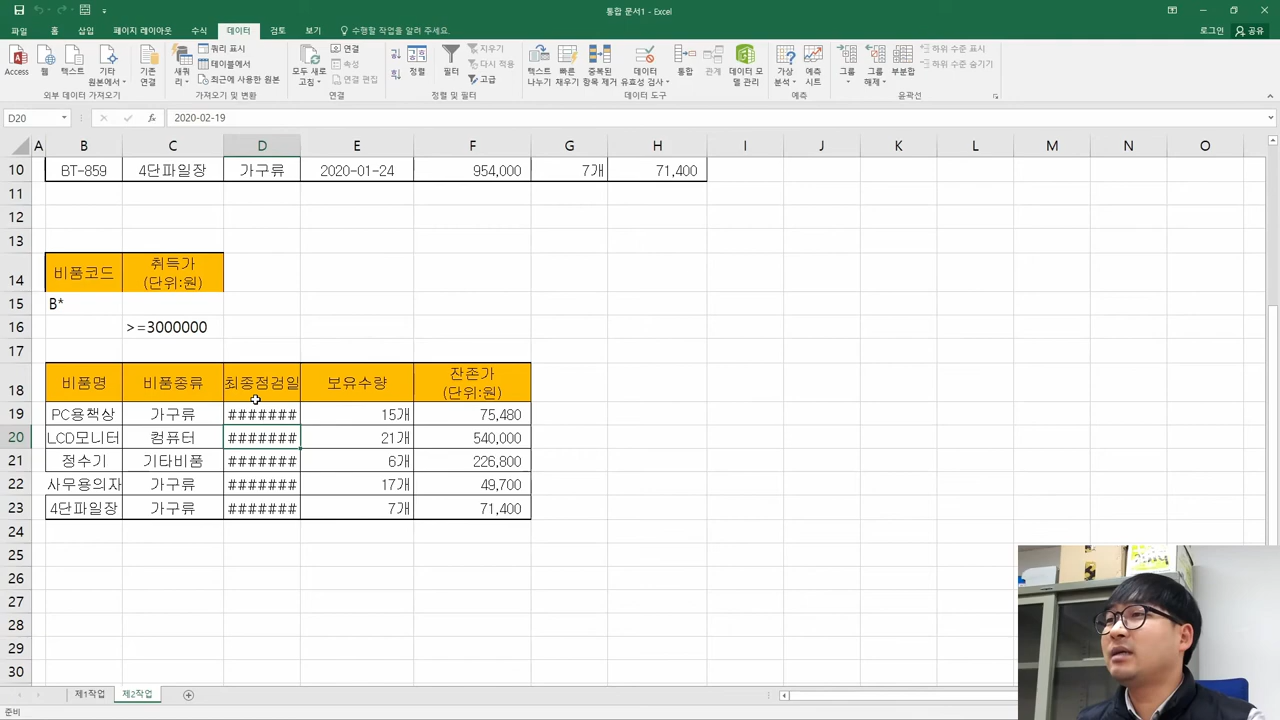 통합 문서1 - Excel
파일 홈 삽입 페이지 레이아웃 수식 데이터 검토 보기 수행할 작업을 알려 주세요. 로그인 공유
Access 웹 텍스트 기타 원본에서 기존 연결
외부 데이터 가져오기
새쿼리 쿼리 표시
테이블에서
최근에 사용한 원본
가져오기 및 변환
모두 새로 고침 연결
속성
연결 편집
연결
정렬 필터 지우기
다시 적용
고급
정렬 및 필터
텍스트 나누기 빠른 채우기 중복된 항목 제거 데이터 유효성 검사 통합 관계 데이터 모델 관리
데이터 도구
가상 분석 예측 시트
예측
그룹 그룹 해제 부분합 하위 수준 표시
하위 수준 숨기기
윤곽선
D20 fx 2020-02-19
A B C D E F G H I J K L M N O
10 BT-859 4단파일장 가구류 2020-01-24 954,000 7개 71,400
11
12
13
14 비품코드 취득가
(단위:원)
15 B*
16 >=3000000
17
18 비품명 비품종류 최종점검일 보유수량 잔존가
(단위:원)
19 PC용책상 가구류 ####### 15개 75,480
20 LCD모니터 컴퓨터 ####### 21개 540,000
21 정수기 기타비품 ####### 6개 226,800
22 사무용의자 가구류 ####### 17개 49,700
23 4단파일장 가구류 ####### 7개 71,400
24
25
26
27
28
29
30
제1작업 제2작업
준비